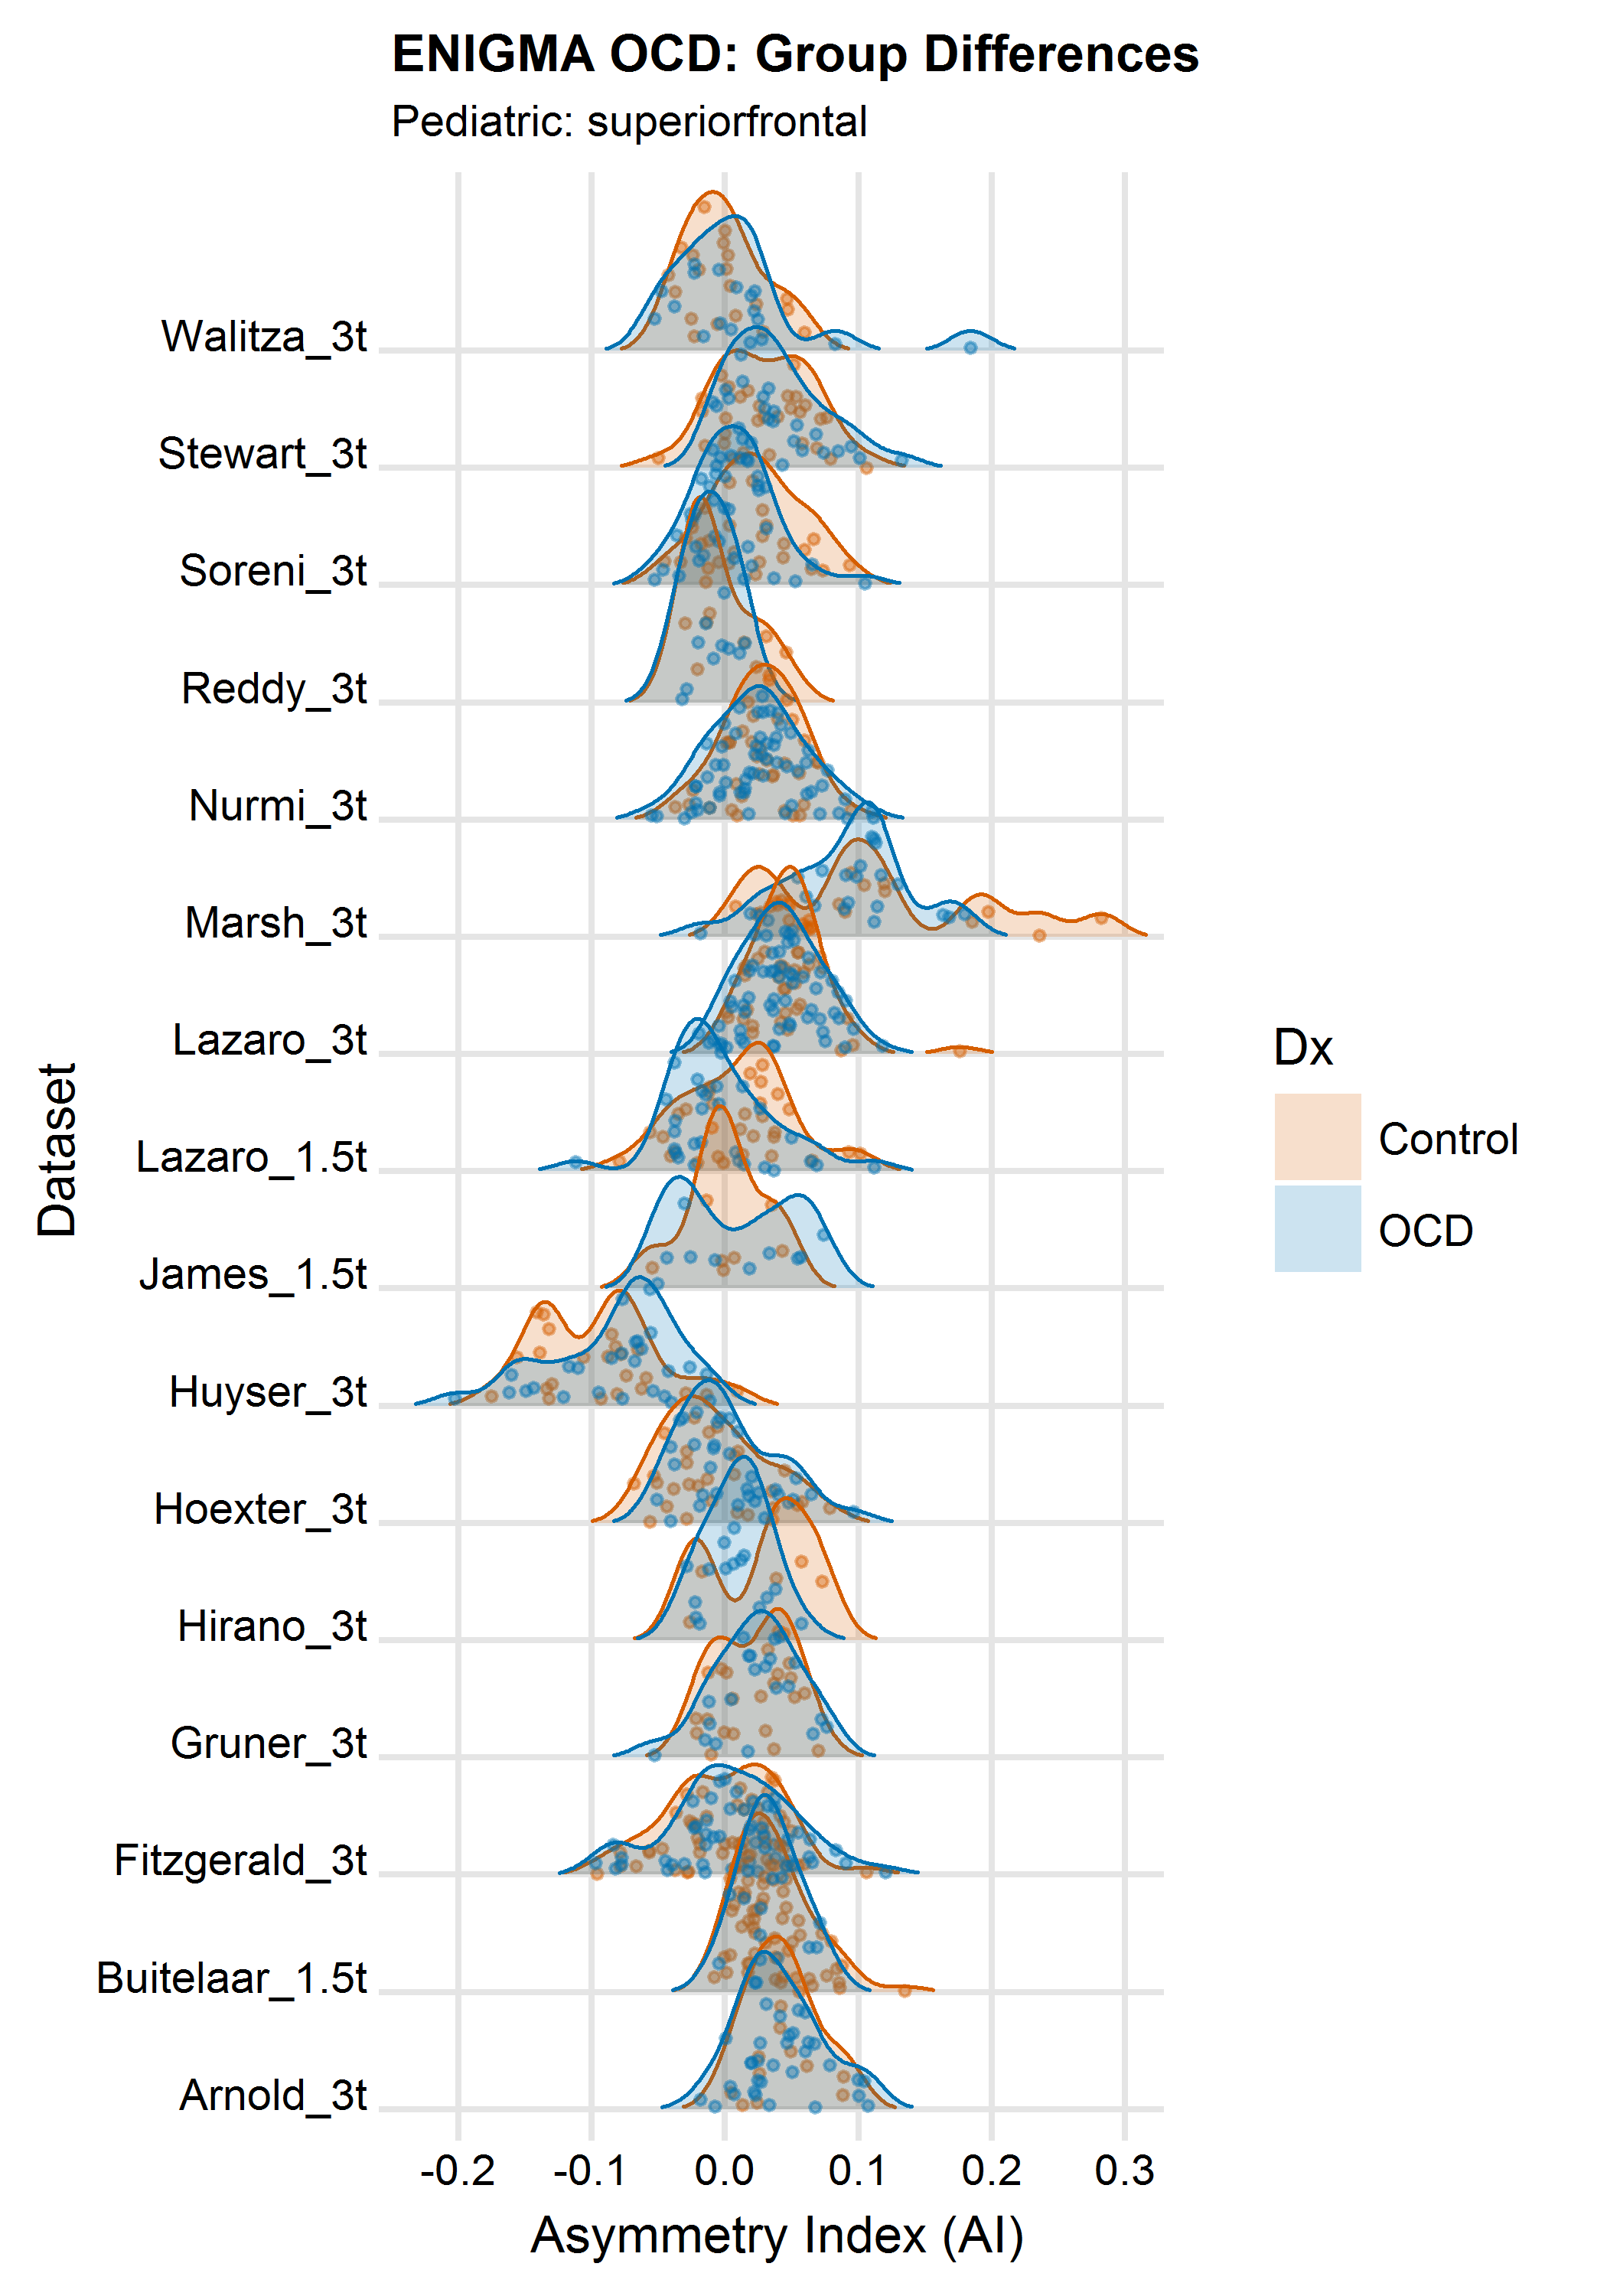 ENIGMA OCD: Group Differences
Pediatric: superiorfrontal
Walitza_3t
Stewart_3t
Soreni_3t
Reddy_3t
Nurmi_3t
Marsh_3t
Lazaro_3t
Lazaro_1.5t
James_1.5t
Huyser_3t
Hoexter_3t
Hirano_3t
Gruner_3t
Fitzgerald_3t
Buitelaar_1.5t
Arnold_3t
Dataset
-0.2 -0.1 0.0 0.1 0.2 0.3
Asymmetry Index (AI)
Dx
Control
OCD